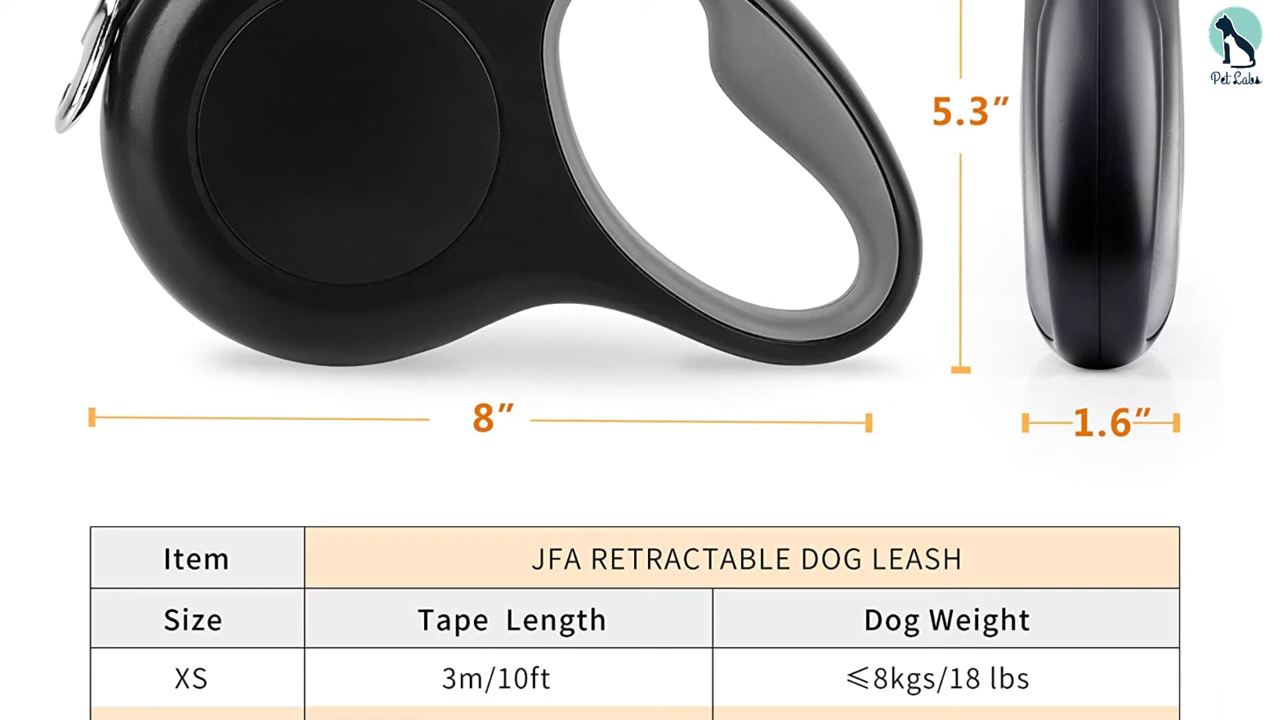 Pet Labs
5.3”
8”
1.6”
Item JFA RETRACTABLE DOG LEASH
Size Tape Length Dog Weight
XS 3m/10ft ⩽8kgs/18 lbs